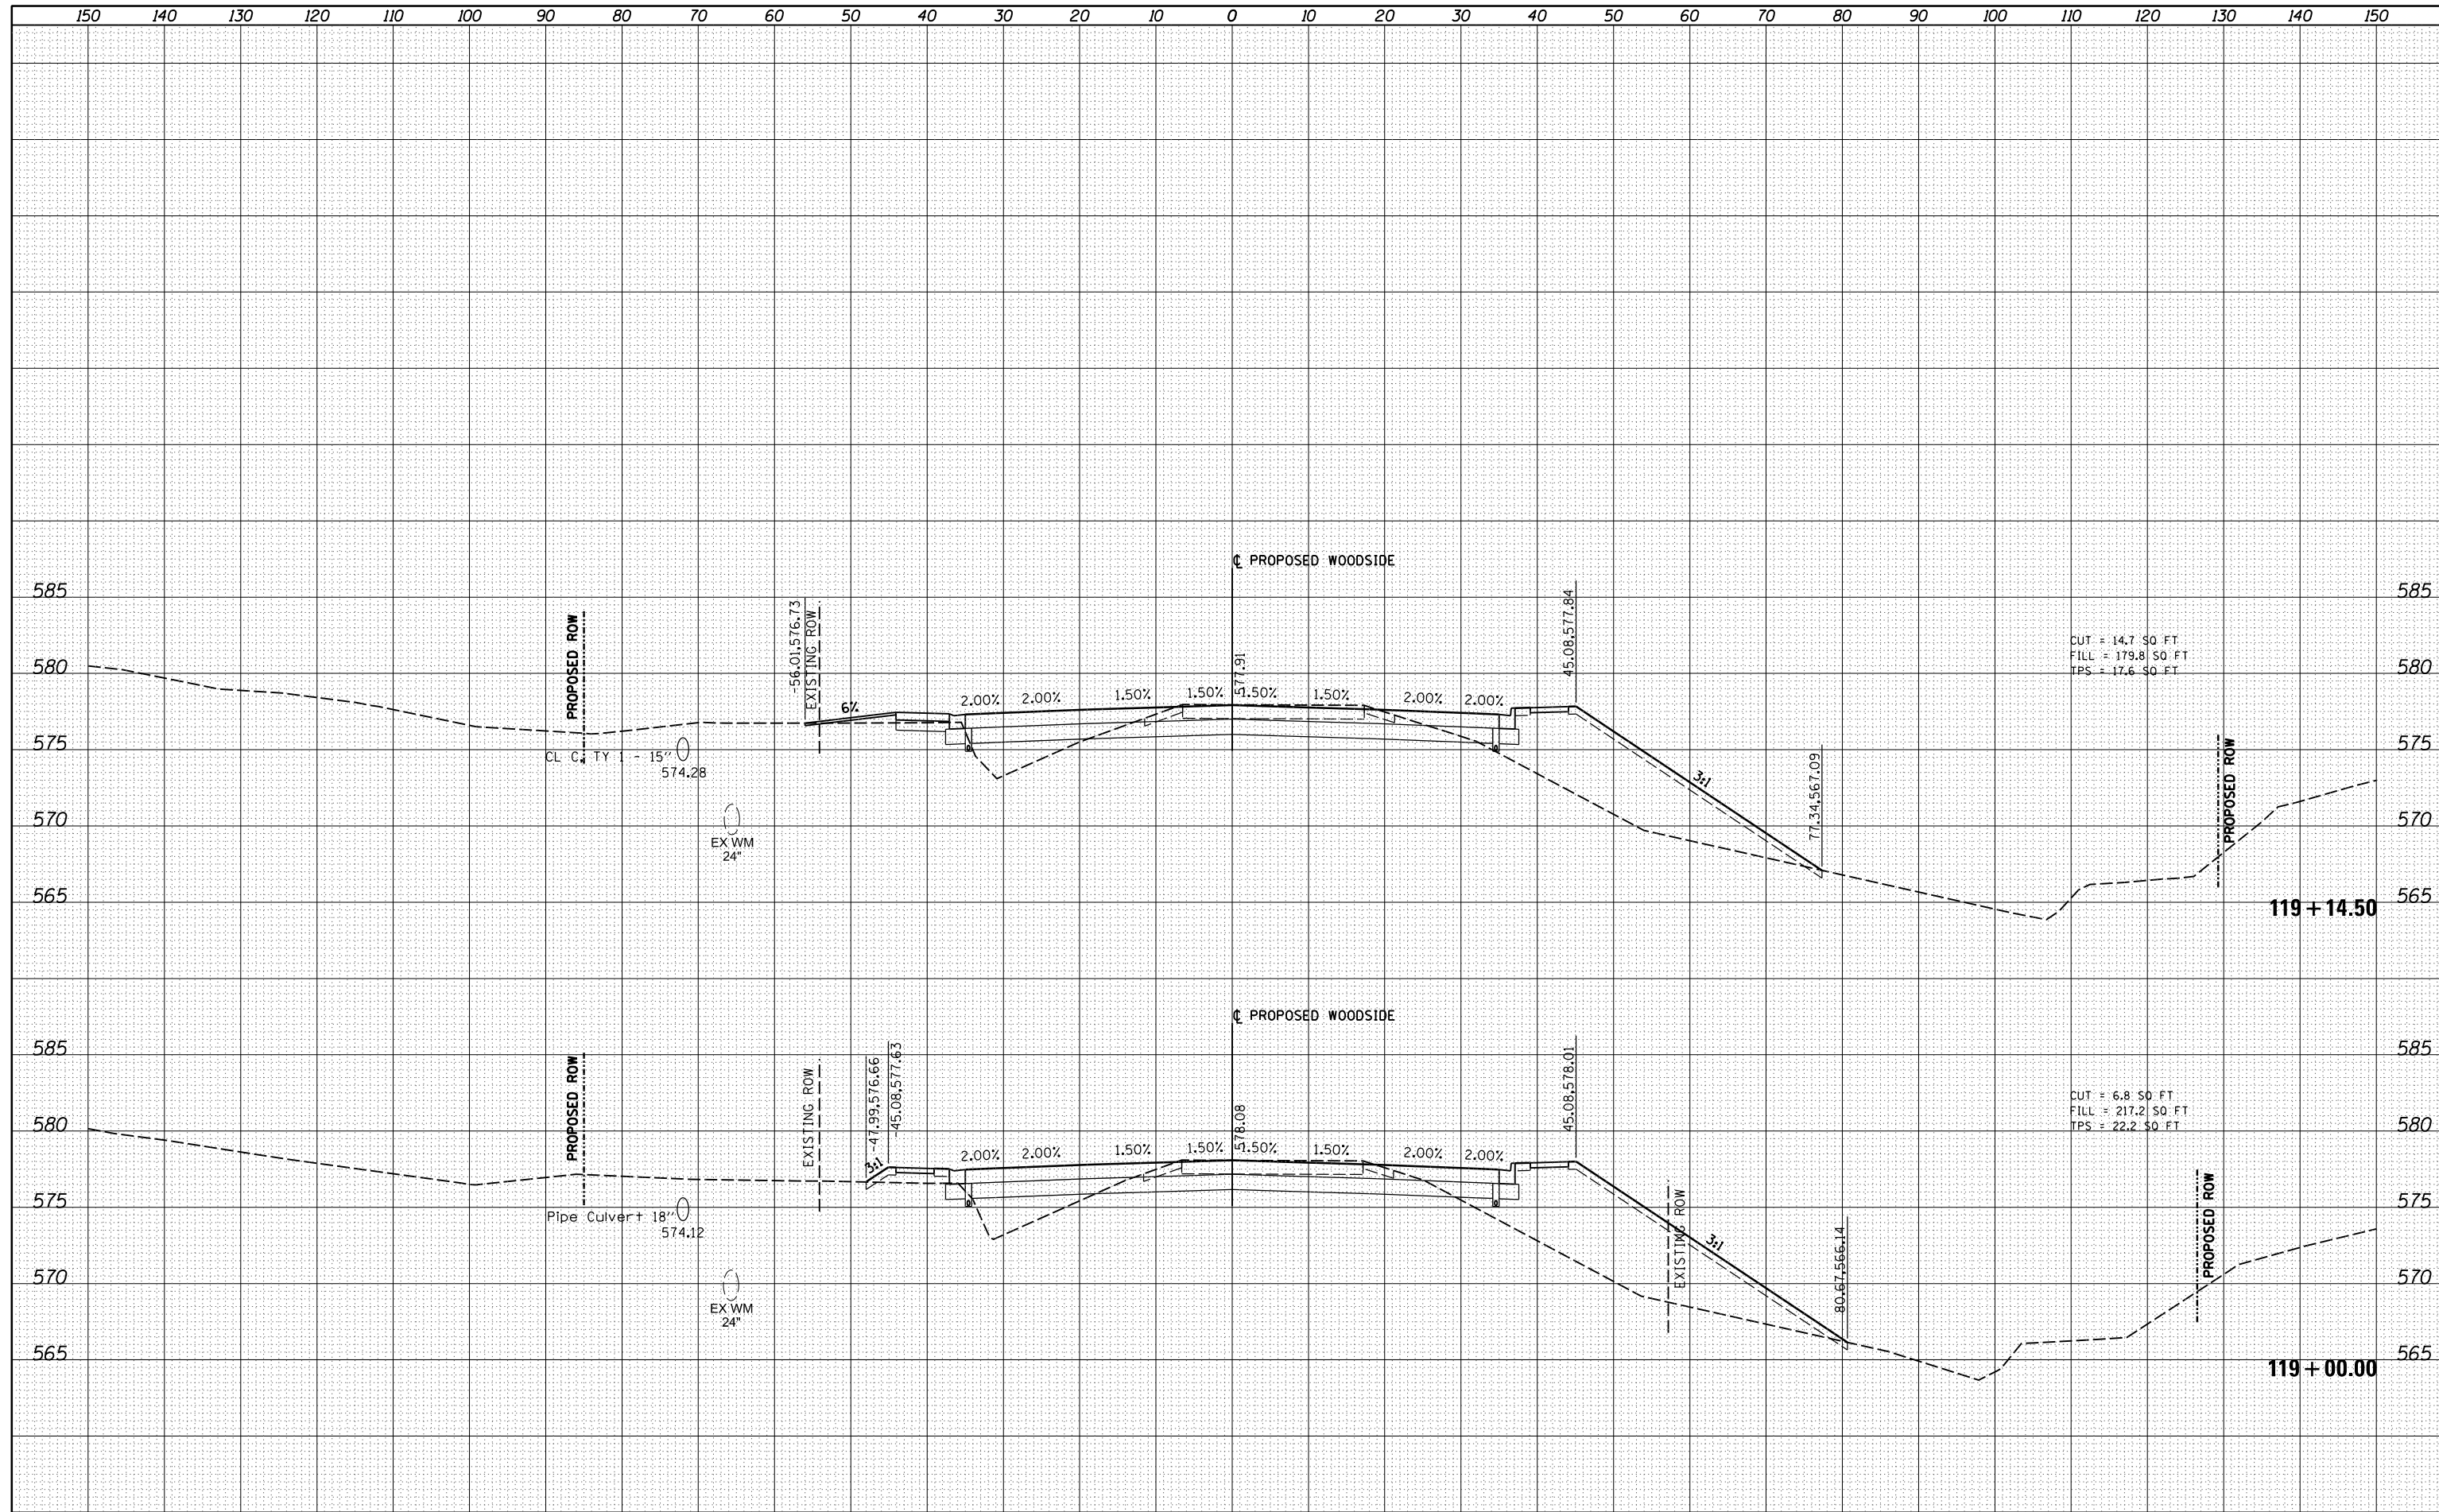 150 140 130 120 110 100 90 80 70 60 50 40 30 20 10 0 10 20 30 40 50 60 70 80 90 100 110 120 130 140 150
℄ PROPOSED WOODSIDE
585 585
PROPOSED ROW
-56.01,576.73
EXISTING ROW
577.91
45.08,577.84
CUT = 14.7 SQ FT
FILL = 179.8 SQ FT
TPS = 17.6 SQ FT
580 580
6% 2.00% 2.00% 1.50% 1.50% 1.50% 1.50% 2.00% 2.00%
575 575
CL C, TY 1 - 15"
574.28
3:1
77.34,567.09
PROPOSED ROW
570 570
EX WM
24"
565 565
119+14.50
℄ PROPOSED WOODSIDE
585 585
PROPOSED ROW
EXISTING ROW
-47.99,576.66
-45.08,577.63
578.08
45.08,578.01
CUT = 6.8 SQ FT
FILL = 217.2 SQ FT
TPS = 22.2 SQ FT
580 580
3:1 2.00% 2.00% 1.50% 1.50% 1.50% 1.50% 2.00% 2.00%
575 575
Pipe Culvert 18"
574.12
EXISTING ROW
3:1
80.67,566.14
PROPOSED ROW
570 570
EX WM
24"
565 565
119+00.00